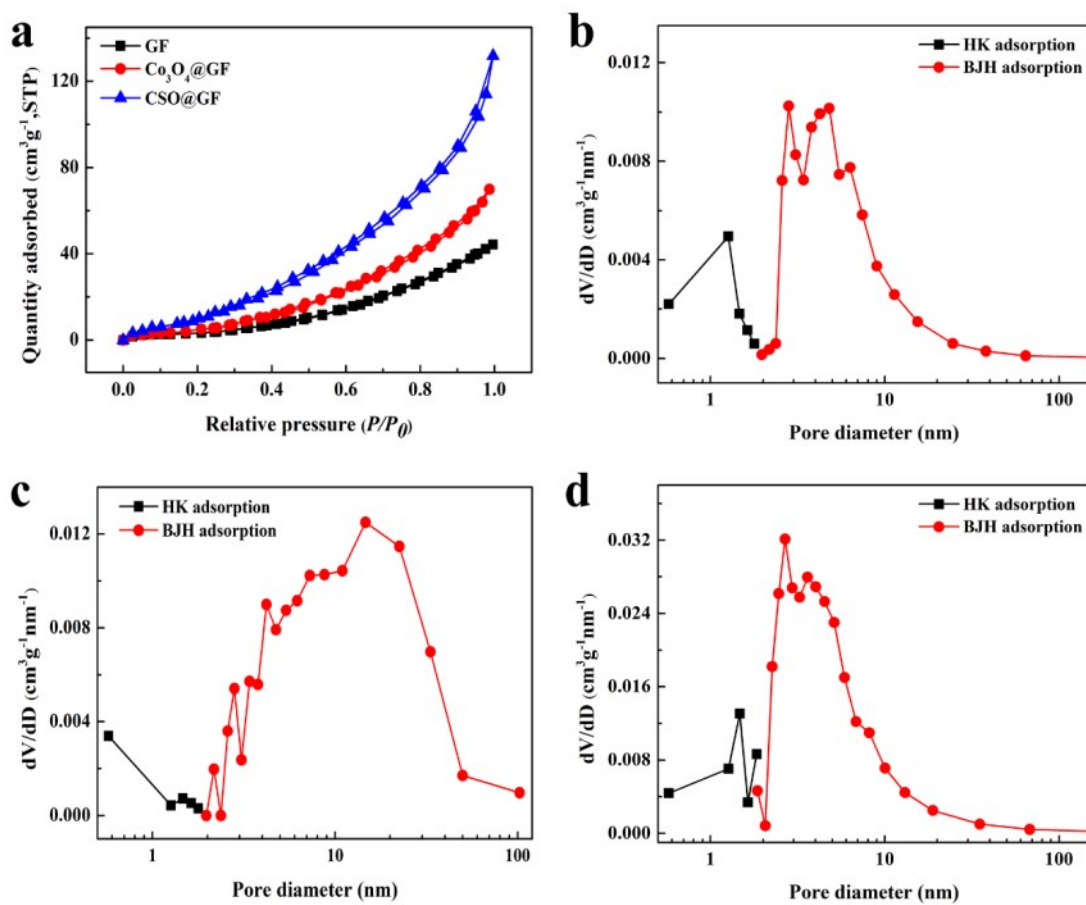 a
GF
Co3O4@GF
CSO@GF
120
80
40
0
Quantity adsorbed (cm3g-1,STP)
0.0 0.2 0.4 0.6 0.8 1.0
Relative pressure (P/P0)
b
HK adsorption
BJH adsorption
0.012
0.008
0.004
0.000
dV/dD (cm3g-1nm-1)
1 10 100
Pore diameter (nm)
c
HK adsorption
BJH adsorption
0.012
0.008
0.004
0.000
dV/dD (cm3g-1nm-1)
1 10 100
Pore diameter (nm)
d
HK adsorption
BJH adsorption
0.032
0.024
0.016
0.008
0.000
dV/dD (cm3g-1nm-1)
1 10 100
Pore diameter (nm)